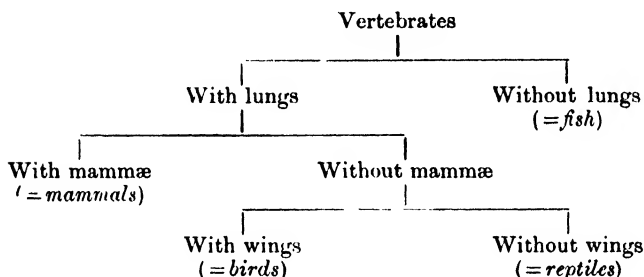 Vertebrates
With lungs Without lungs
(=fish)
With mammæ Without mammæ
(=mammals)
With wings Without wings
(=birds) (=reptiles)